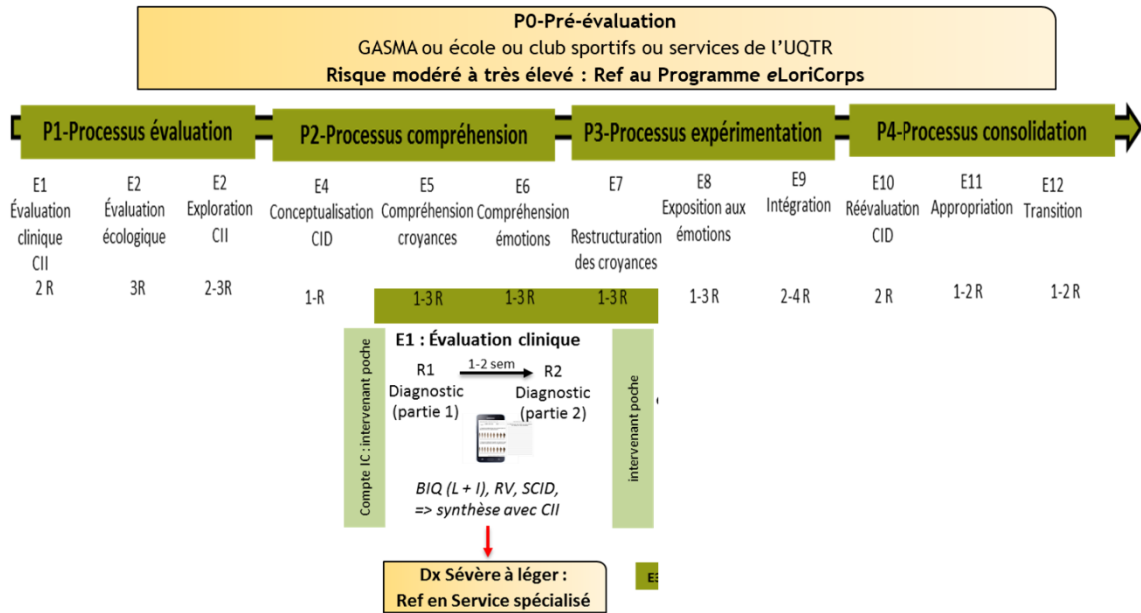 P0-Pré-évaluation
GASMA ou école ou club sportifs ou services de l'UQTR
Risque modéré à très élevé : Ref au Programme eLoriCorps
P1-Processus évaluation
P2-Processus compréhension
P3-Processus expérimentation
P4-Processus consolidation
E1
Évaluation
clinique
CII
2 R
E2
Évaluation
écologique
3R
E2
Exploration
CII
2-3R
E4
Conceptualisation
CID
1-R
E5
Compréhension
croyances
1-3 R
E6
Compréhension
émotions
1-3 R
E7
Restructuration
des croyances
1-3 R
E8
Exposition aux
émotions
1-3 R
E9
Intégration
2-4 R
E10
Réévaluation
CID
2 R
E11
Appropriation
1-2 R
E12
Transition
1-2 R
Compte IC : intervenant poche
E1 : Évaluation clinique
R1
1-2 sem
R2
Diagnostic
(partie 1)
Diagnostic
(partie 2)
BIQ (L + I), RV, SCID,
=> synthèse avec CII
intervenant poche
Dx Sévère à léger :
Ref en Service spécialisé